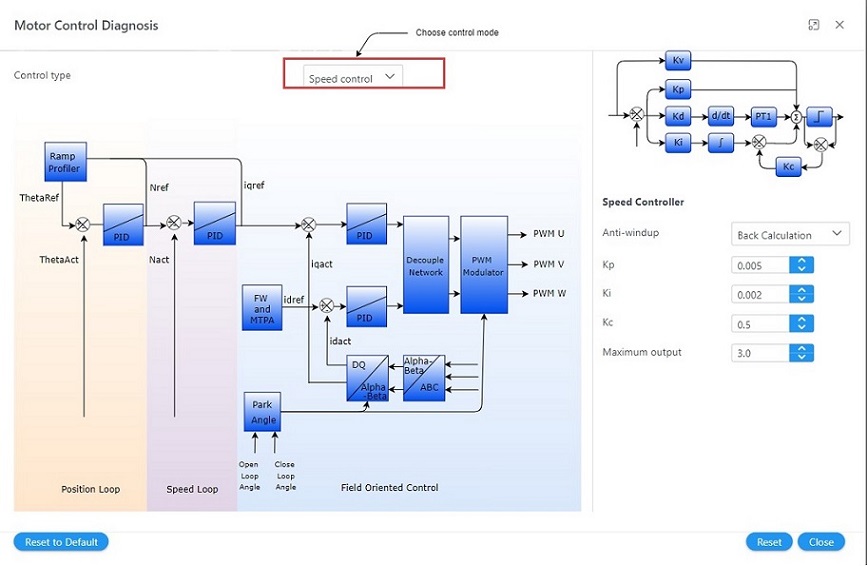 Motor Control Diagnosis
Choose control mode
Control type
Speed control
Ramp
Profiler
Nref
iqref
ThetaRef
PID
PID
PID
ThetaAct
Nact
iqact
Decouple
Network
PWM
Modulator
PWM U
PWM V
PWM W
FW
and
MTPA
idref
PID
idact
DQ
Alpha
-Beta
Alpha-
Beta
ABC
Park
Angle
Open
Loop
Angle
Close
Loop
Angle
Position Loop
Speed Loop
Field Oriented Control
Kv
Kp
Kd
d/dt
PT1
Σ
Ki
∫
Kc
Speed Controller
Anti-windup
Back Calculation
Kp
0.005
Ki
0.002
Kc
0.5
Maximum output
3.0
Reset to Default
Reset
Close